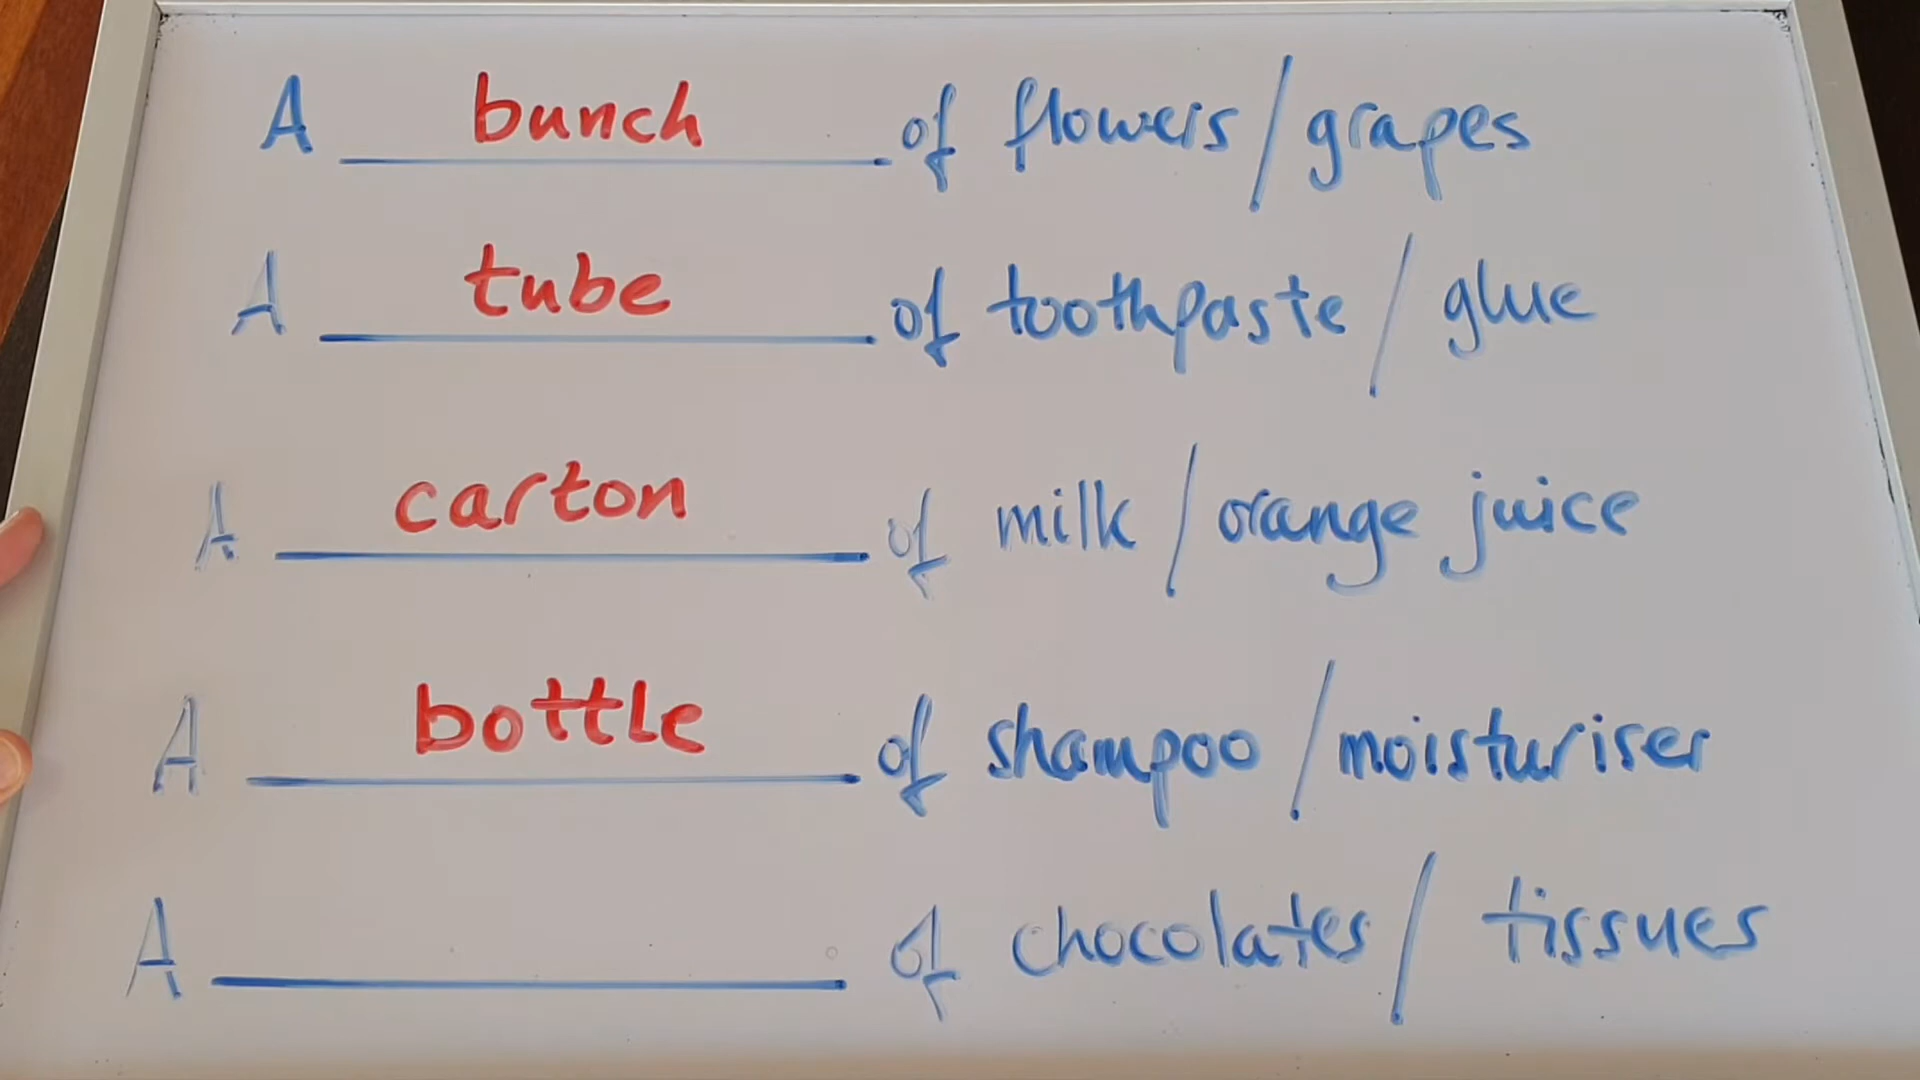 A bunch of flowers / grapes
A tube of toothpaste / glue
A carton of milk / orange juice
A bottle of shampoo / moisturiser
A __________ of chocolates / tissues